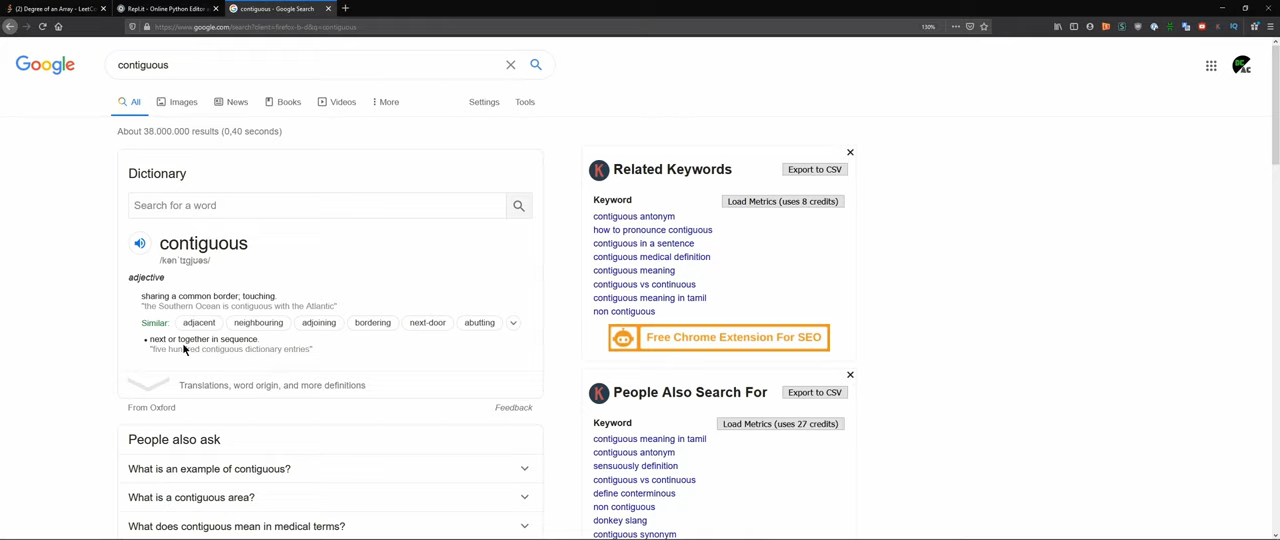 (2) Degree of an Array - LeetCo
Repl.it - Online Python Editor a
contiguous - Google Search
https://www.google.com/search?client=firefox-b-d&q=contiguous
130%
Google
contiguous
All
Images
News
Books
Videos
More
Settings
Tools
About 38.000.000 results (0,40 seconds)
Dictionary
Search for a word
contiguous
/kənˈtɪɡjʊəs/
adjective
sharing a common border; touching.
"the Southern Ocean is contiguous with the Atlantic"
Similar:
adjacent
neighbouring
adjoining
bordering
next-door
abutting
• next or together in sequence.
"five hundred contiguous dictionary entries"
Translations, word origin, and more definitions
From Oxford
Feedback
People also ask
What is an example of contiguous?
What is a contiguous area?
What does contiguous mean in medical terms?
Related Keywords
Export to CSV
Keyword
Load Metrics (uses 8 credits)
contiguous antonym
how to pronounce contiguous
contiguous in a sentence
contiguous medical definition
contiguous meaning
contiguous vs continuous
contiguous meaning in tamil
non contiguous
Free Chrome Extension For SEO
People Also Search For
Export to CSV
Keyword
Load Metrics (uses 27 credits)
contiguous meaning in tamil
contiguous antonym
sensuously definition
contiguous vs continuous
define conterminous
non contiguous
donkey slang
contiguous synonym